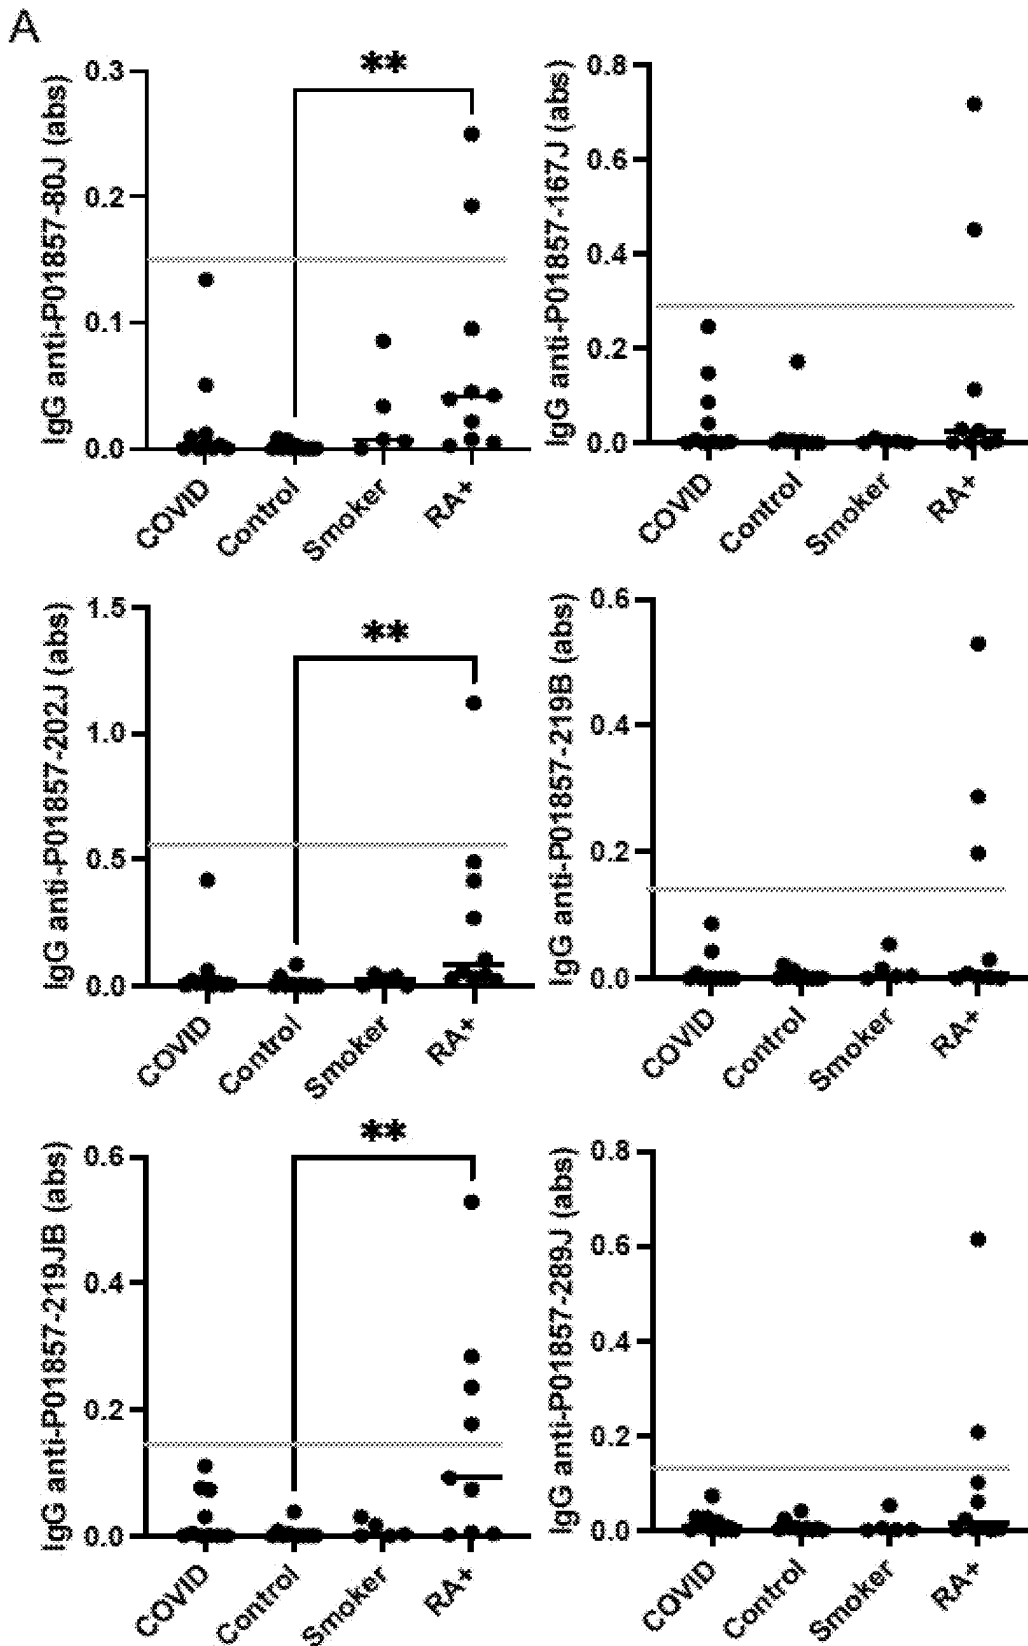 A
IgG anti-P01857-80J (abs)
0.3
0.2
0.1
0.0
**
COVID
Control
Smoker
RA+
IgG anti-P01857-167J (abs)
0.8
0.6
0.4
0.2
0.0
COVID
Control
Smoker
RA+
IgG anti-P01857-202J (abs)
1.5
1.0
0.5
0.0
**
COVID
Control
Smoker
RA+
IgG anti-P01857-219B (abs)
0.6
0.4
0.2
0.0
COVID
Control
Smoker
RA+
IgG anti-P01857-219JB (abs)
0.6
0.4
0.2
0.0
**
COVID
Control
Smoker
RA+
IgG anti-P01857-289J (abs)
0.8
0.6
0.4
0.2
0.0
COVID
Control
Smoker
RA+